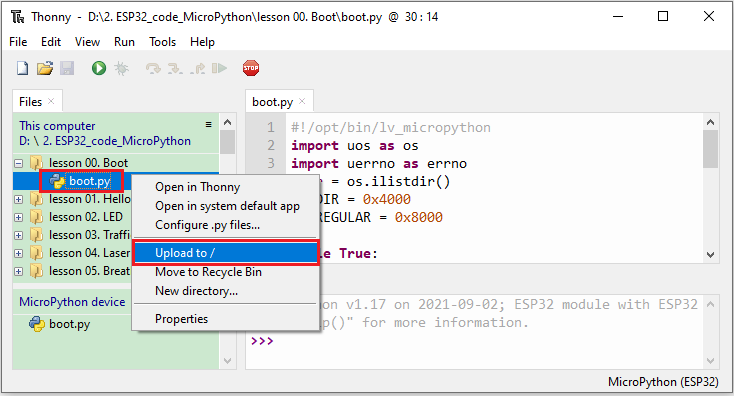 Thonny - D:\2. ESP32_code_MicroPython\lesson 00. Boot\boot.py @ 30 : 14
File Edit View Run Tools Help
STOP
Files ×
This computer ≡
D: \ 2. ESP32_code_MicroPython
lesson 00. Boot
boot.py
lesson 01. Hello
lesson 02. LED
lesson 03. Traffi
lesson 04. Laser
lesson 05. Breat
MicroPython device
boot.py
Open in Thonny
Open in system default app
Configure .py files...
Upload to /
Move to Recycle Bin
New directory...
Properties
boot.py ×
1 #!/opt/bin/lv_micropython
2 import uos as os
3 import uerrno as errno
= os.ilistdir()
DIR = 0x4000
REGULAR = 0x8000
e True:
on v1.17 on 2021-09-02; ESP32 module with ESP32
p()" for more information.
>>>
MicroPython (ESP32)